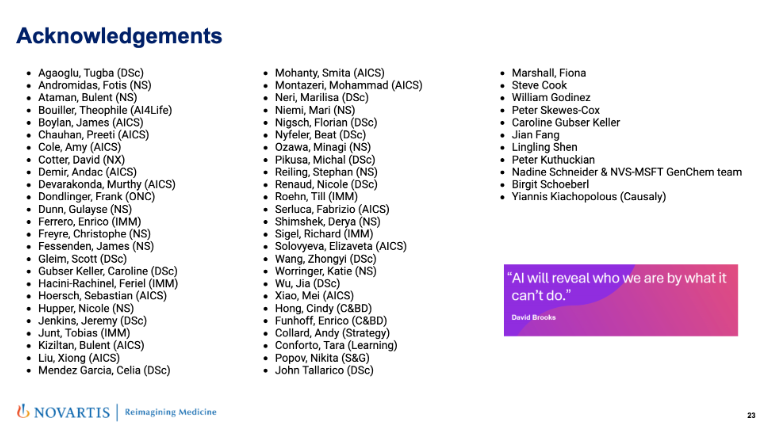 Acknowledgements
• Agaoglu, Tugba (DSc)
• Andromidas, Fotis (NS)
• Ataman, Bulent (NS)
• Bouiller, Theophile (AI4Life)
• Boylan, James (AICS)
• Chauhan, Preeti (AICS)
• Cole, Amy (AICS)
• Cotter, David (NX)
• Demir, Andac (AICS)
• Devarakonda, Murthy (AICS)
• Dondlinger, Frank (ONC)
• Dunn, Gulayse (NS)
• Ferrero, Enrico (IMM)
• Freyre, Christophe (NS)
• Fessenden, James (NS)
• Gleim, Scott (DSc)
• Gubser Keller, Caroline (DSc)
• Hacini-Rachinel, Feriel (IMM)
• Hoersch, Sebastian (AICS)
• Hupper, Nicole (NS)
• Jenkins, Jeremy (DSc)
• Junt, Tobias (IMM)
• Kiziltan, Bulent (AICS)
• Liu, Xiong (AICS)
• Mendez Garcia, Celia (DSc)
• Mohanty, Smita (AICS)
• Montazeri, Mohammad (AICS)
• Neri, Marilisa (DSc)
• Niemi, Mari (NS)
• Nigsch, Florian (DSc)
• Nyfeler, Beat (DSc)
• Ozawa, Minagi (NS)
• Pikusa, Michal (DSc)
• Reiling, Stephan (NS)
• Renaud, Nicole (DSc)
• Roehn, Till (IMM)
• Serluca, Fabrizio (AICS)
• Shimshek, Derya (NS)
• Sigel, Richard (IMM)
• Solovyeva, Elizaveta (AICS)
• Wang, Zhongyi (DSc)
• Worringer, Katie (NS)
• Wu, Jia (DSc)
• Xiao, Mei (AICS)
• Hong, Cindy (C&BD)
• Funhoff, Enrico (C&BD)
• Collard, Andy (Strategy)
• Conforto, Tara (Learning)
• Popov, Nikita (S&G)
• John Tallarico (DSc)
• Marshall, Fiona
• Steve Cook
• William Godinez
• Peter Skewes-Cox
• Caroline Gubser Keller
• Jian Fang
• Lingling Shen
• Peter Kuthuckian
• Nadine Schneider & NVS-MSFT GenChem team
• Birgit Schoeberl
• Yiannis Kiachopolous (Causaly)
“AI will reveal who we are by what it
can’t do.”
David Brooks
NOVARTIS | Reimagining Medicine
23